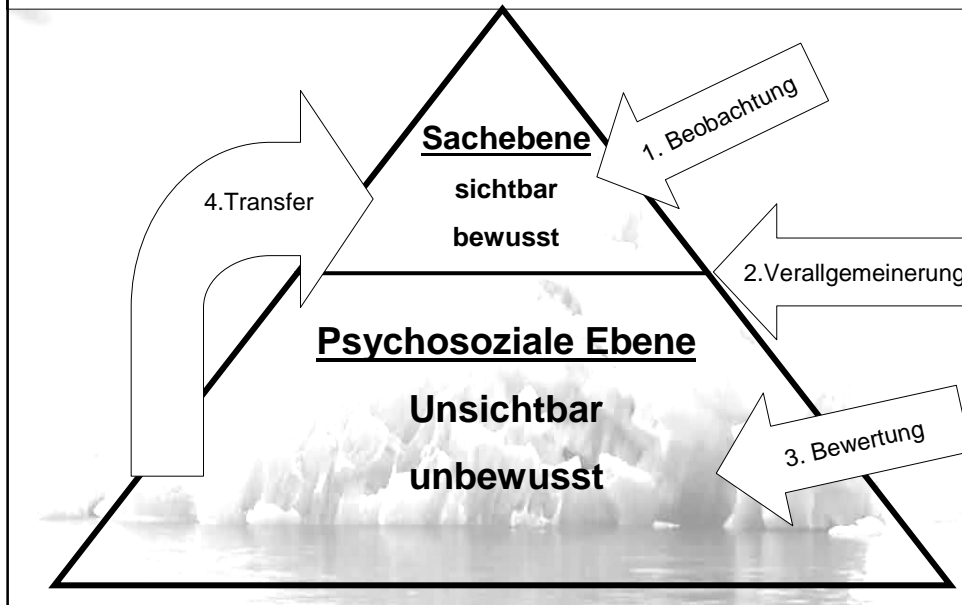 Sachebene
sichtbar
bewusst
1. Beobachtung
4.Transfer
2.Verallgemeinerung
Psychosoziale Ebene
Unsichtbar
unbewusst
3. Bewertung